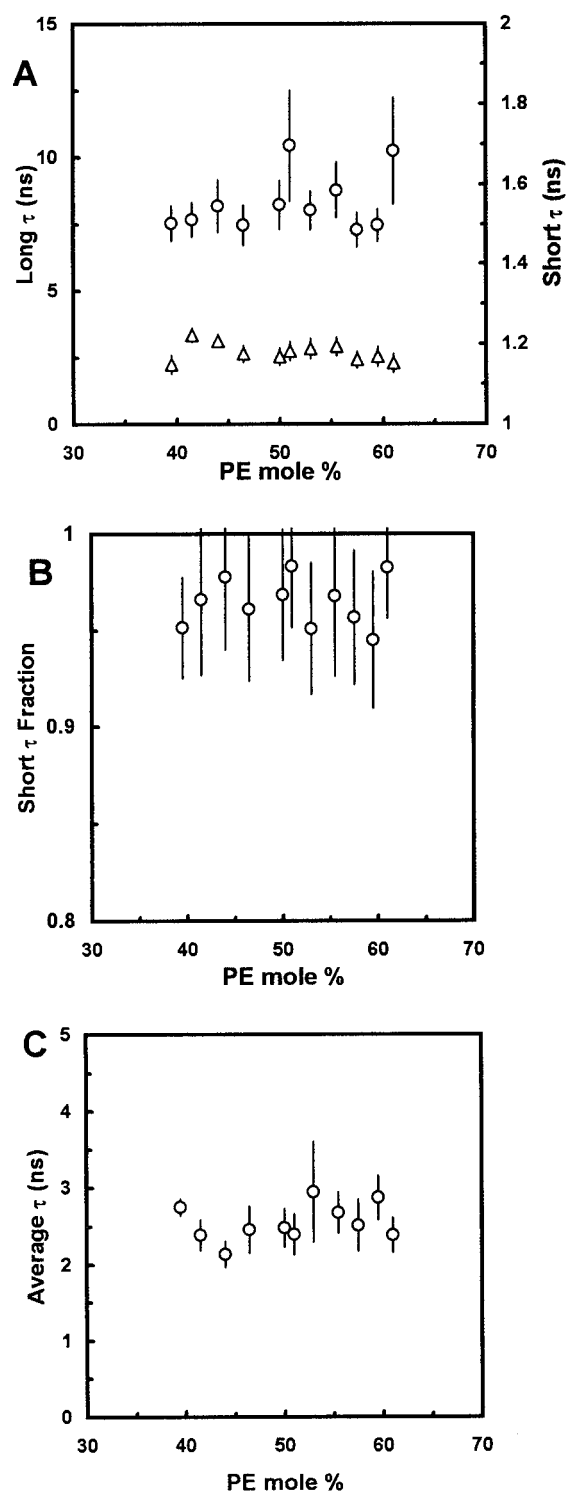 A
15
10
5
0
Long τ (ns)
2
1.8
1.6
1.4
1.2
1
Short τ (ns)
30 40 50 60 70
PE mole %
B
1
0.9
0.8
Short τ Fraction
30 40 50 60 70
PE mole %
C
5
4
3
2
1
0
Average τ (ns)
30 40 50 60 70
PE mole %